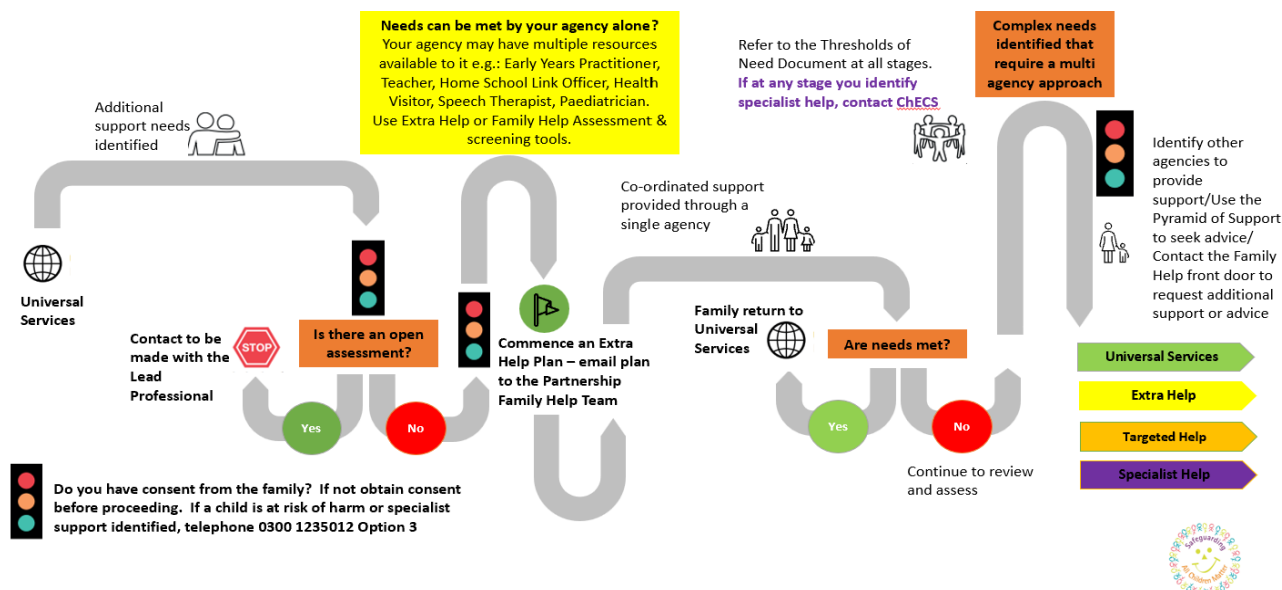 Additional
support needs
identified
Universal
Services
Needs can be met by your agency alone?
Your agency may have multiple resources
available to it e.g.: Early Years Practitioner,
Teacher, Home School Link Officer, Health
Visitor, Speech Therapist, Paediatrician.
Use Extra Help or Family Help Assessment &
screening tools.
Is there an open
assessment?
Contact to be
made with the
Lead
Professional
STOP
Yes
No
Commence an Extra
Help Plan – email plan
to the Partnership
Family Help Team
Co-ordinated support
provided through a
single agency
Refer to the Thresholds of
Need Document at all stages.
If at any stage you identify
specialist help, contact ChECS
Family return to
Universal
Services
Are needs met?
Yes
No
Continue to review
and assess
Complex needs
identified that
require a multi
agency approach
Identify other
agencies to
provide
support/Use the
Pyramid of Support
to seek advice/
Contact the Family
Help front door to
request additional
support or advice
Universal Services
Extra Help
Targeted Help
Specialist Help
Do you have consent from the family?  If not obtain consent
before proceeding.  If a child is at risk of harm or specialist
support identified, telephone 0300 1235012 Option 3
Safeguarding
All Children Matter